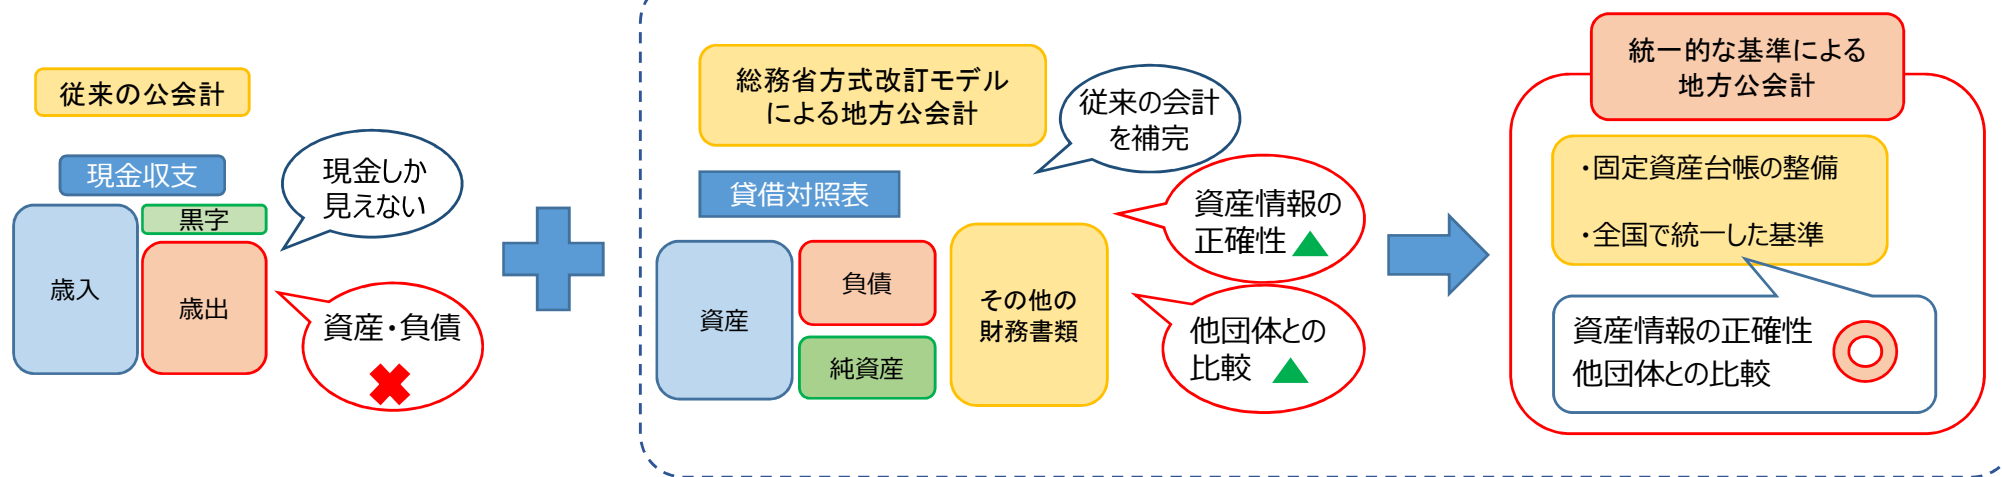 従来の公会計
現金収支
黒字
歳入
歳出
現金しか
見えない
資産・負債
総務省方式改訂モデル
による地方公会計
従来の会計
を補完
貸借対照表
資産
負債
純資産
その他の
財務書類
資産情報の
正確性
他団体との
比較
統一的な基準による
地方公会計
・固定資産台帳の整備
・全国で統一した基準
資産情報の正確性
他団体との比較